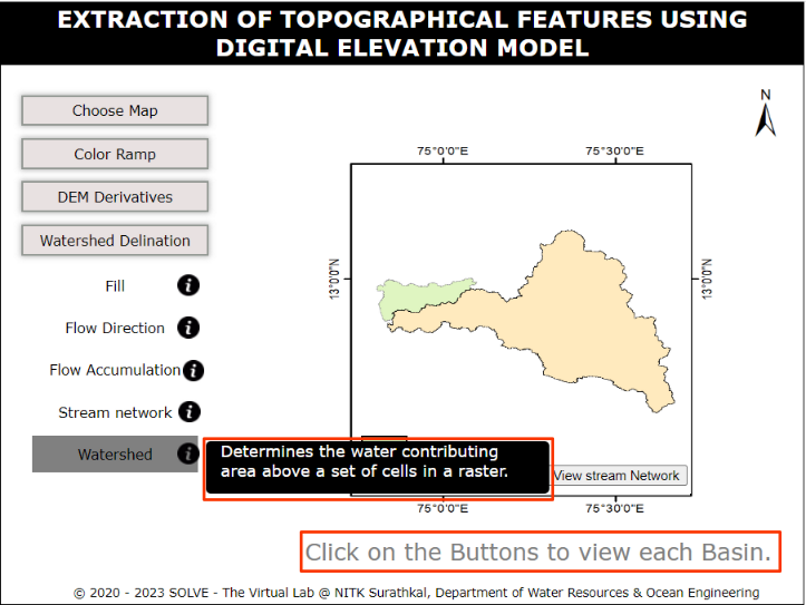 EXTRACTION OF TOPOGRAPHICAL FEATURES USING
DIGITAL ELEVATION MODEL
Choose Map
Color Ramp
DEM Derivatives
Watershed Delination
Fill
Flow Direction
Flow Accumulation
Stream network
Watershed
Determines the water contributing
area above a set of cells in a raster.
N
75°0'0"E 75°30'0"E
13°0'0"N
13°0'0"N
View stream Network
75°0'0"E 75°30'0"E
Click on the Buttons to view each Basin.
© 2020 - 2023 SOLVE - The Virtual Lab @ NITK Surathkal, Department of Water Resources & Ocean Engineering